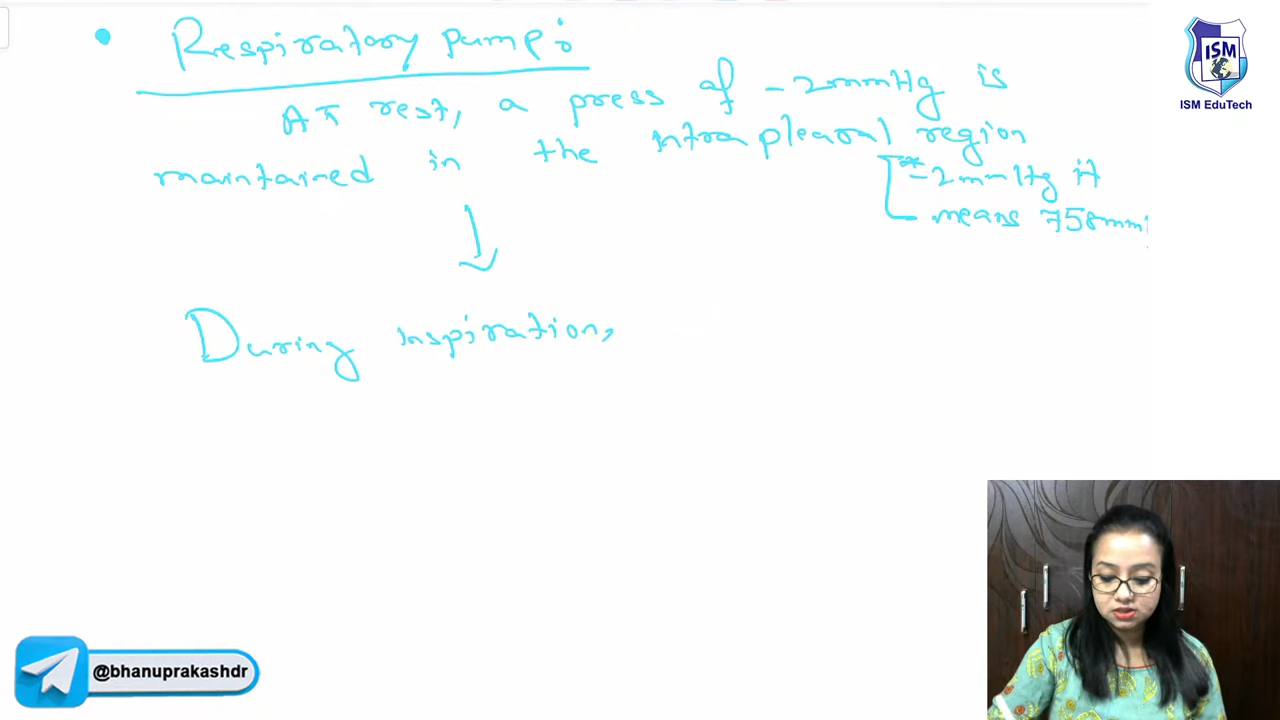 • Respiratory pump:
At rest, a press of -2mmHg is
maintained in the intrapleural region
* -2mmHg it
means 758mm
During inspiration,
ISM
ISM EduTech
@bhanuprakashdr